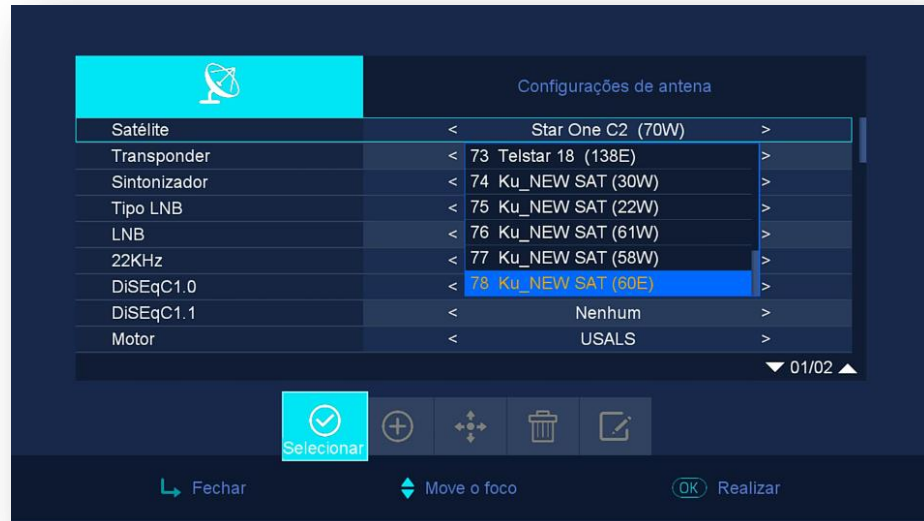 Configurações de antena
Satélite < Star One C2 (70W) >
Transponder < 73 Telstar 18 (138E) >
Sintonizador < 74 Ku_NEW SAT (30W) >
Tipo LNB < 75 Ku_NEW SAT (22W) >
LNB < 76 Ku_NEW SAT (61W) >
22KHz < 77 Ku_NEW SAT (58W) >
DiSEqC1.0 < 78 Ku_NEW SAT (60E) >
DiSEqC1.1 < Nenhum >
Motor < USALS >
01/02
Selecionar
Fechar Move o foco OK Realizar